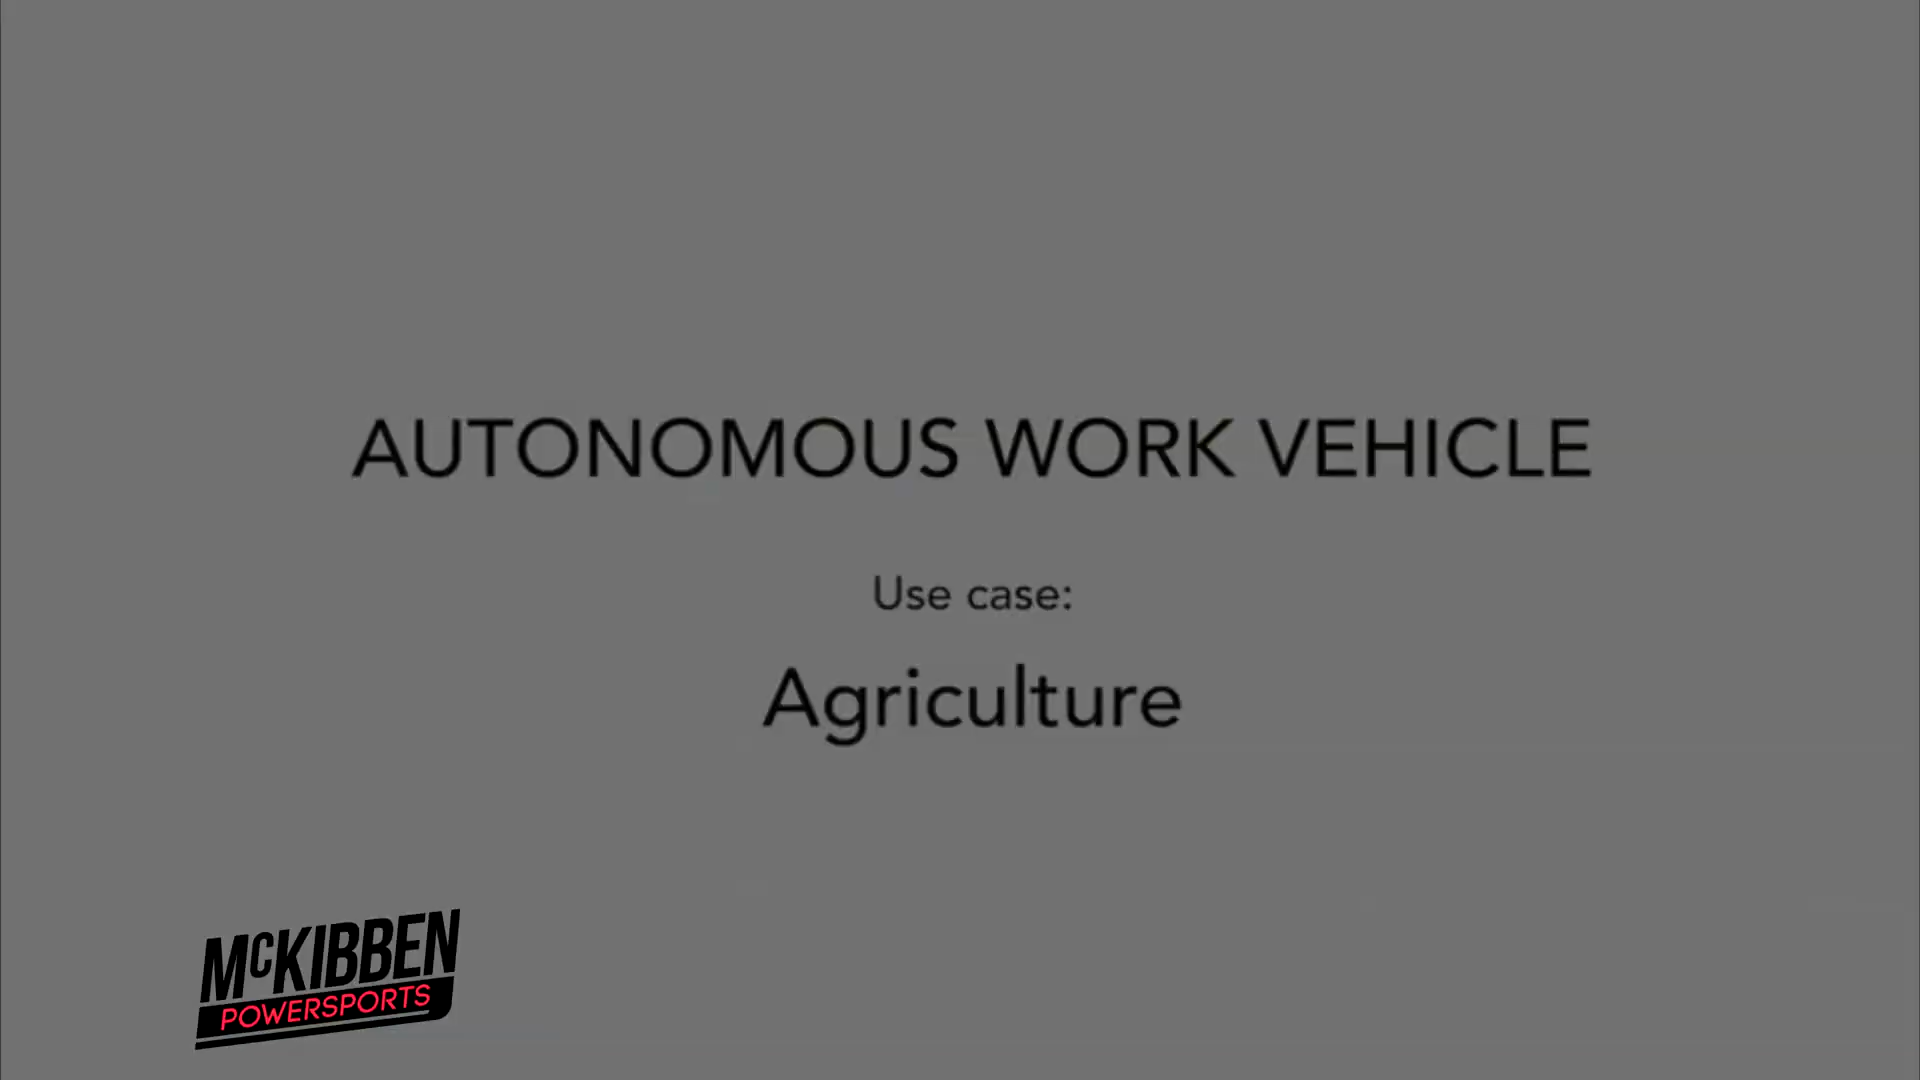 AUTONOMOUS WORK VEHICLE
Use case:
Agriculture
McKIBBEN
POWERSPORTS